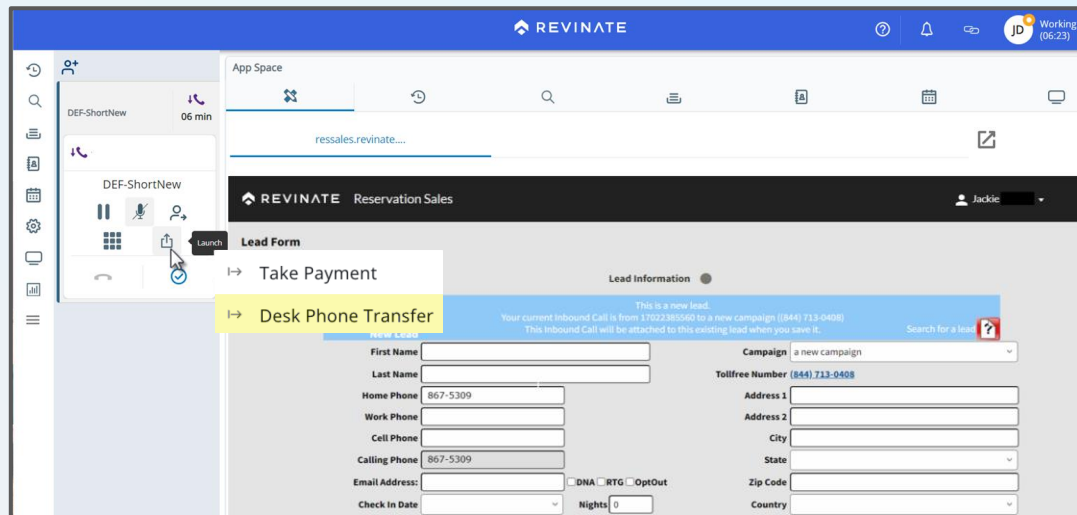 REVINATE
JD
Working
(06:23)
App Space
DEF-ShortNew
06 min
ressales.revinate....
DEF-ShortNew
Launch
REVINATE Reservation Sales
Jackie
Lead Form
Take Payment
Desk Phone Transfer
Lead Information
This is a new lead.
Your current Inbound Call is from 17022385560 to a new campaign ((844) 713-0408)
New Lead
This Inbound Call will be attached to this existing lead when you save it.
Search for a lead
?
First Name
Campaign a new campaign
Last Name
Tollfree Number (844) 713-0408
Home Phone 867-5309
Address 1
Work Phone
Address 2
Cell Phone
City
Calling Phone 867-5309
State
Email Address:
DNA RTG OptOut
Zip Code
Check In Date
Nights 0
Country